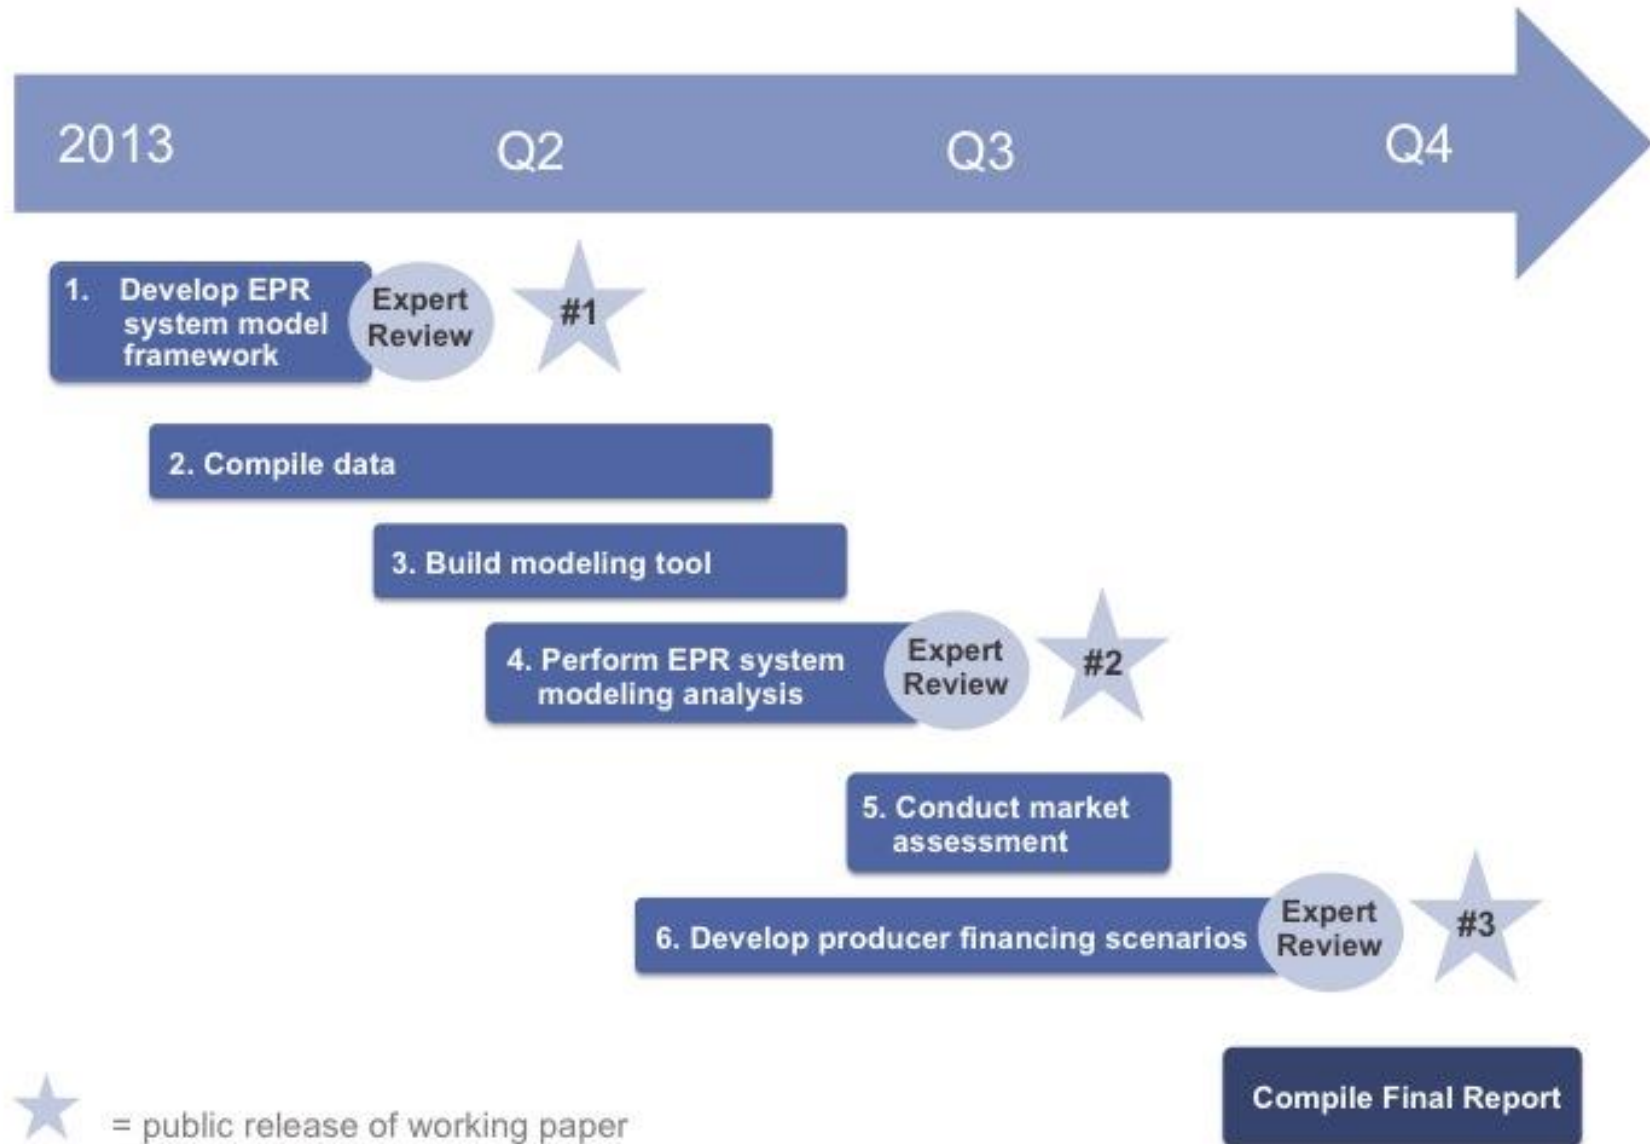 2013 Q2 Q3 Q4
1. Develop EPR
system model
framework
Expert
Review
#1
2. Compile data
3. Build modeling tool
4. Perform EPR system
modeling analysis
Expert
Review
#2
5. Conduct market
assessment
6. Develop producer financing scenarios
Expert
Review
#3
Compile Final Report
= public release of working paper